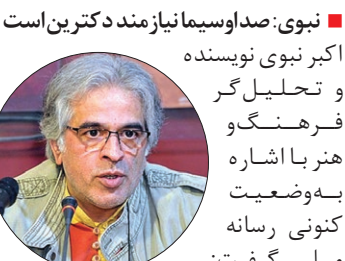 ■ نبوی: صداوسیما نیازمند دکترین است
اکبر نبوی نویسنده
و تحلیل‌گر
فرهنگ و
هنر با اشاره
به‌وضعیت
کنونی رسانه